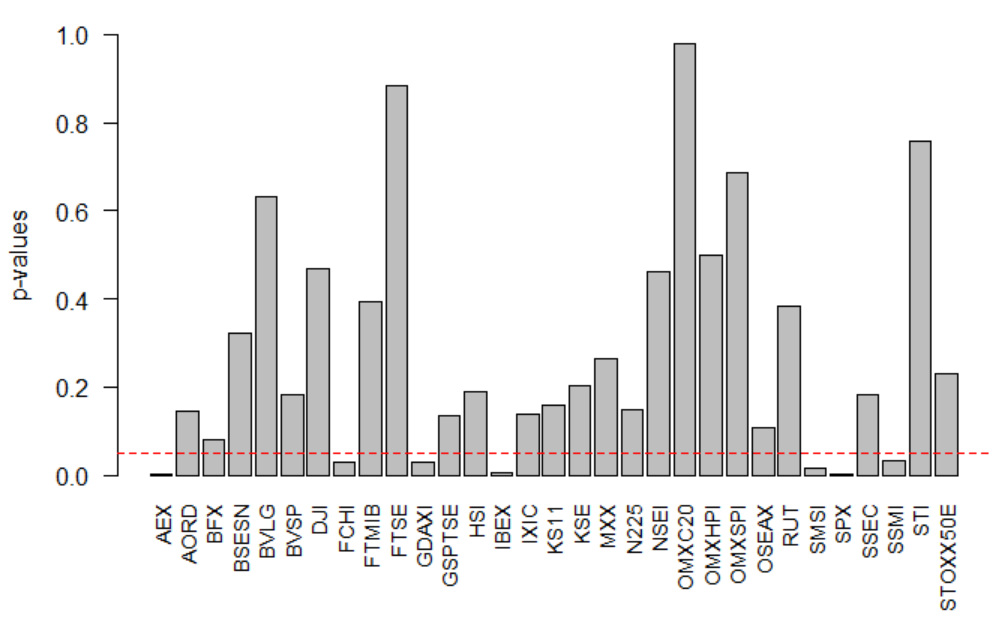 1.0
0.8
0.6
0.4
0.2
0.0
p-values
AEX
AORD
BFX
BSESN
BVLG
BVSP
DJI
FCHI
FTMIB
FTSE
GDAXI
GSPTSE
HSI
IBEX
IXIC
KS11
KSE
MXX
N225
NSEI
OMXC20
OMXHPI
OMXSPI
OSEAX
RUT
SMSI
SPX
SSEC
SSMI
STI
STOXX50E